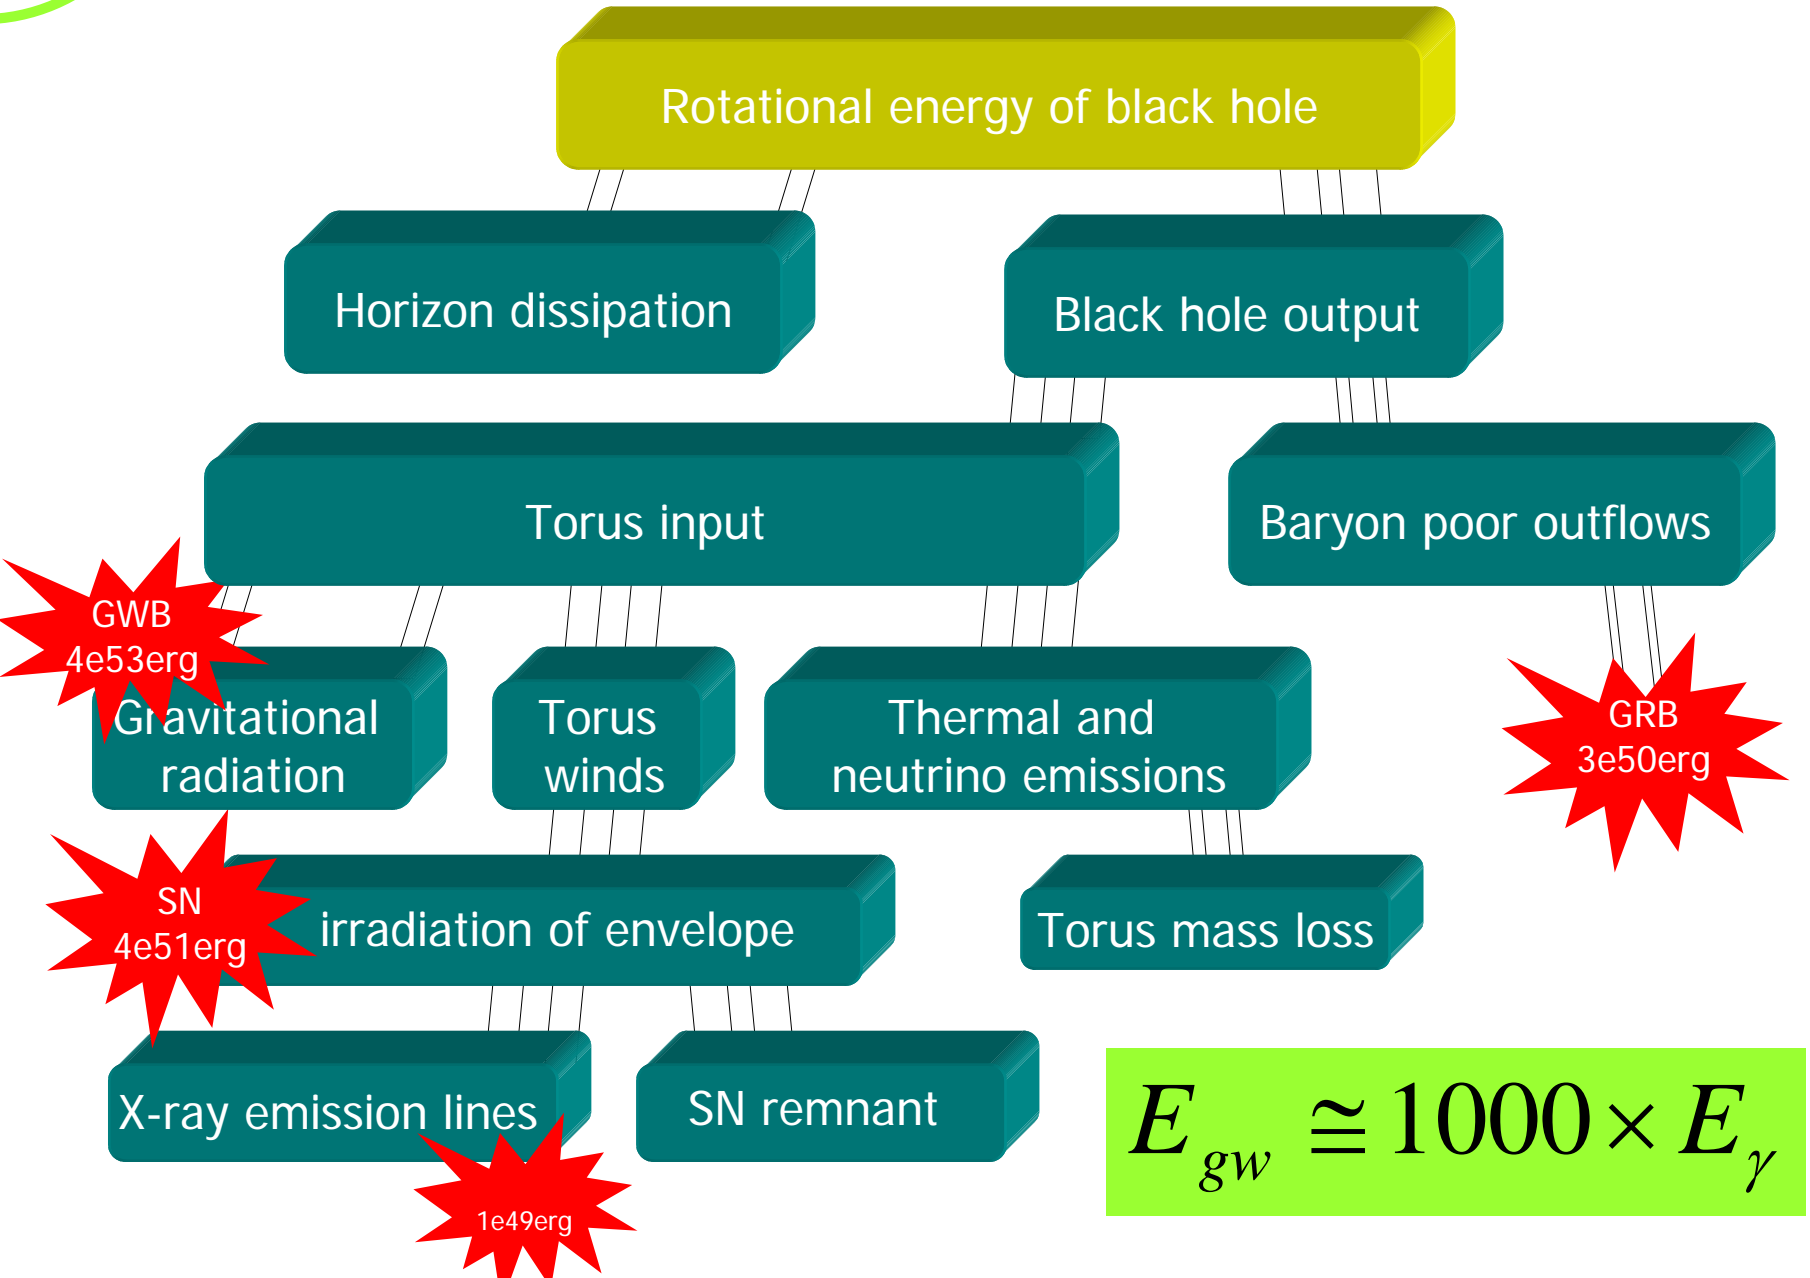 Rotational energy of black hole
Horizon dissipation
Black hole output
Torus input
Baryon poor outflows
GWB
4e53erg
Gravitational
radiation
Torus
winds
Thermal and
neutrino emissions
GRB
3e50erg
SN
4e51erg
irradiation of envelope
Torus mass loss
X-ray emission lines
SN remnant
1e49erg
E_gw ≅ 1000 × E_γ